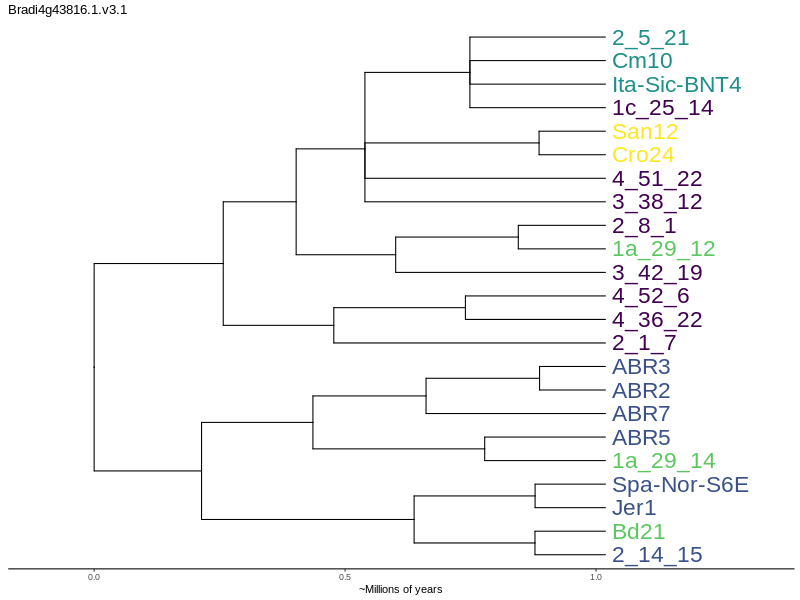 Bradi4g43816.1.v3.1
2_5_21
Cm10
Ita-Sic-BNT4
1c_25_14
San12
Cro24
4_51_22
3_38_12
2_8_1
1a_29_12
3_42_19
4_52_6
4_36_22
2_1_7
ABR3
ABR2
ABR7
ABR5
1a_29_14
Spa-Nor-S6E
Jer1
Bd21
2_14_15
0.0 0.5 1.0
~Millions of years